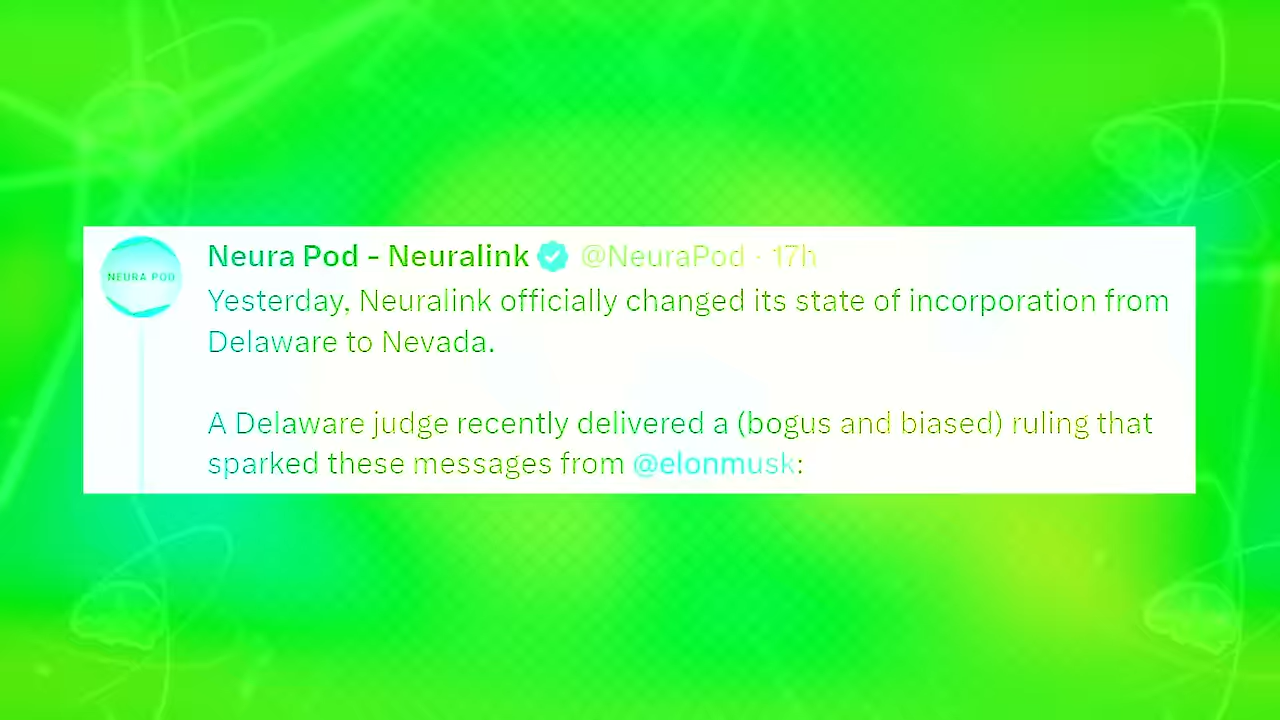 NEURA POD
Neura Pod - Neuralink @NeuraPod · 17h
Yesterday, Neuralink officially changed its state of incorporation from
Delaware to Nevada.
A Delaware judge recently delivered a (bogus and biased) ruling that
sparked these messages from @elonmusk: